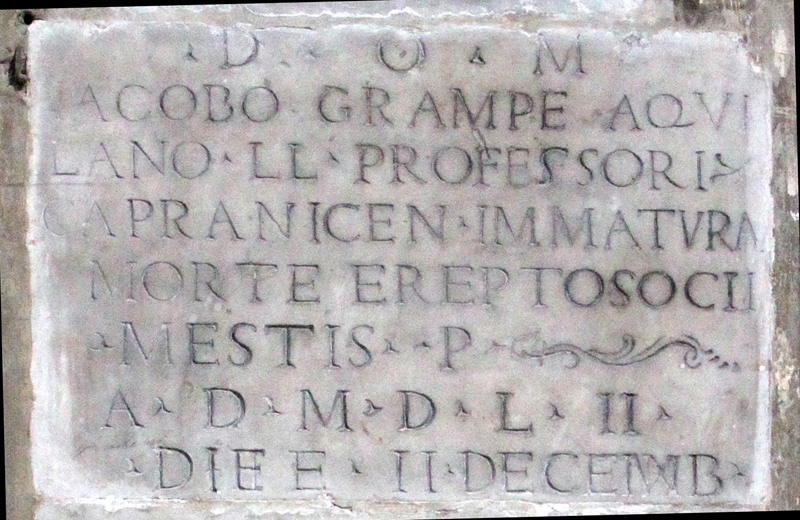 D · O · M
IACOBO · GRAMPE · AQVI
LANO · LL · PROFESSORI
CAPRANICEN · IMMATVRA
MORTE EREPTO SOCII
· MESTIS · · P ·
A · D · M · D · L · II ·
· DIE E · II · DECEMB ·